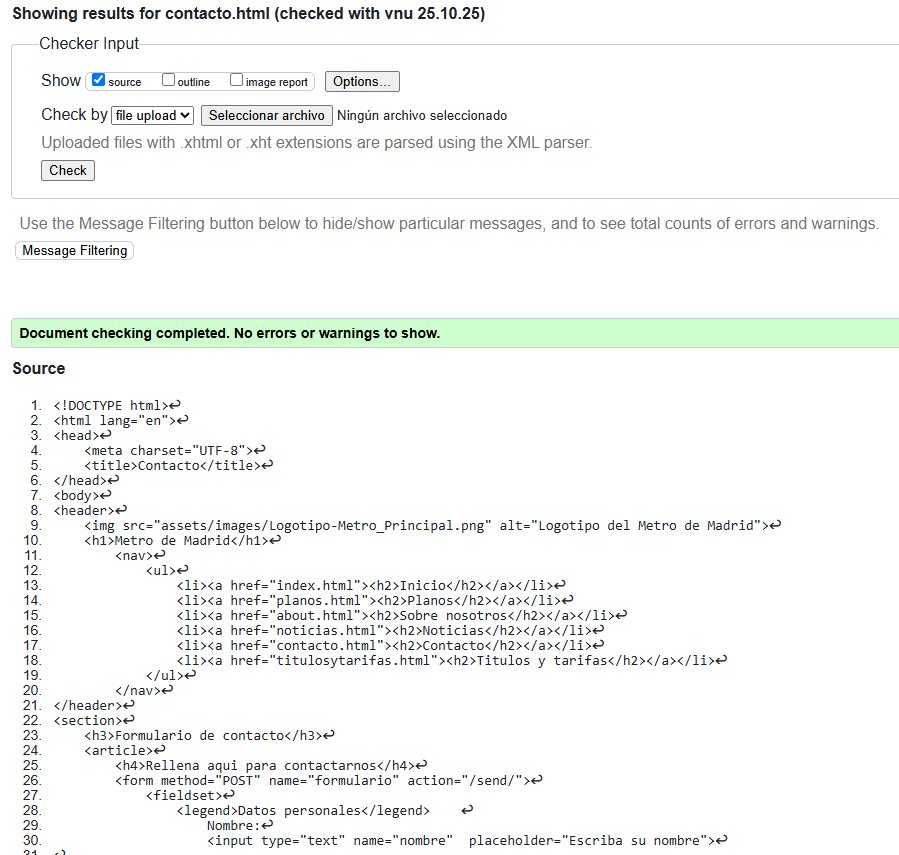 Showing results for contacto.html (checked with vnu 25.10.25)
Checker Input
Show source outline image report Options...
Check by file upload Seleccionar archivo Ningún archivo seleccionado
Uploaded files with .xhtml or .xht extensions are parsed using the XML parser.
Check
Use the Message Filtering button below to hide/show particular messages, and to see total counts of errors and warnings.
Message Filtering
Document checking completed. No errors or warnings to show.
Source
1. <!DOCTYPE html>↩
2. <html lang="en">↩
3. <head>↩
4.     <meta charset="UTF-8">↩
5.     <title>Contacto</title>↩
6. </head>↩
7. <body>↩
8. <header>↩
9.     <img src="assets/images/Logotipo-Metro_Principal.png" alt="Logotipo del Metro de Madrid">↩
10.     <h1>Metro de Madrid</h1>↩
11.         <nav>↩
12.             <ul>↩
13.                 <li><a href="index.html"><h2>Inicio</h2></a></li>↩
14.                 <li><a href="planos.html"><h2>Planos</h2></a></li>↩
15.                 <li><a href="about.html"><h2>Sobre nosotros</h2></a></li>↩
16.                 <li><a href="noticias.html"><h2>Noticias</h2></a></li>↩
17.                 <li><a href="contacto.html"><h2>Contacto</h2></a></li>↩
18.                 <li><a href="titulosytarifas.html"><h2>Titulos y tarifas</h2></a></li>↩
19.             </ul>↩
20.         </nav>↩
21. </header>↩
22. <section>↩
23.     <h3>Formulario de contacto</h3>↩
24.     <article>↩
25.         <h4>Rellena aqui para contactarnos</h4>↩
26.         <form method="POST" name="formulario" action="/send/">↩
27.             <fieldset>↩
28.                 <legend>Datos personales</legend>    ↩
29.                     Nombre:↩
30.                     <input type="text" name="nombre"  placeholder="Escriba su nombre">↩
31. ↩